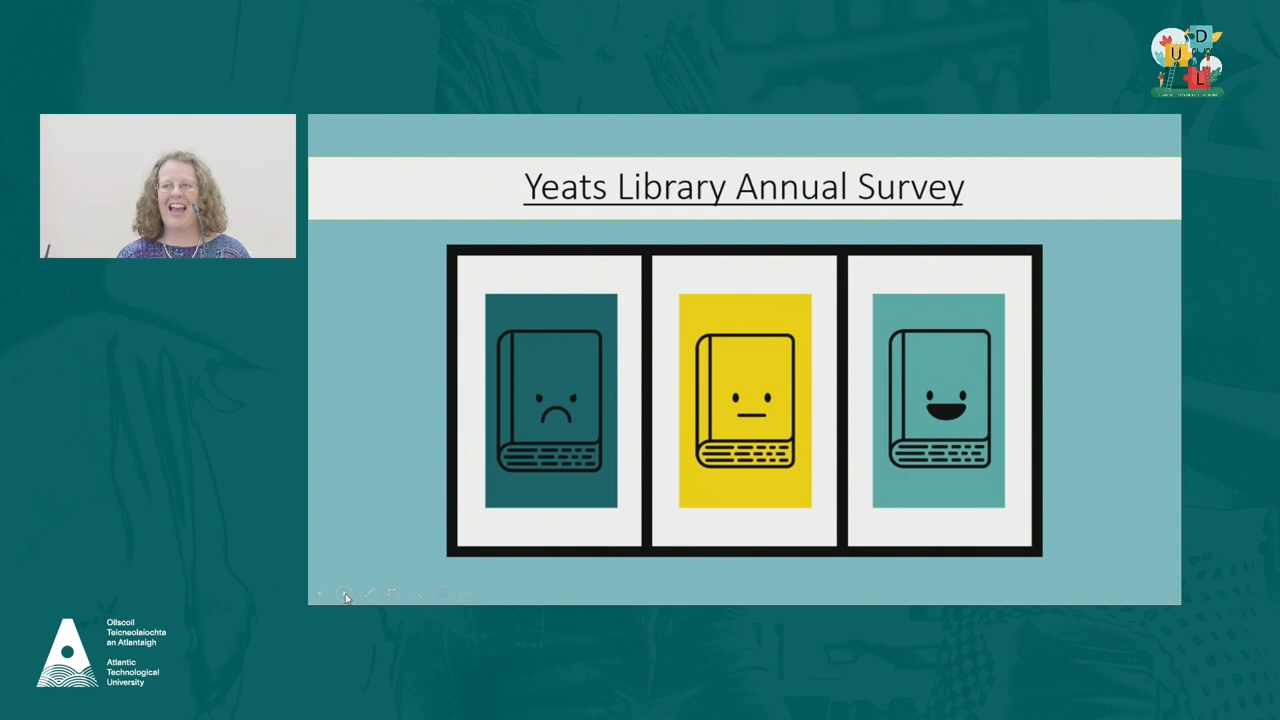 U
D
L
Yeats Library Annual Survey
Ollscoil
Teicneolaíochta
an Atlantaigh
Atlantic
Technological
University